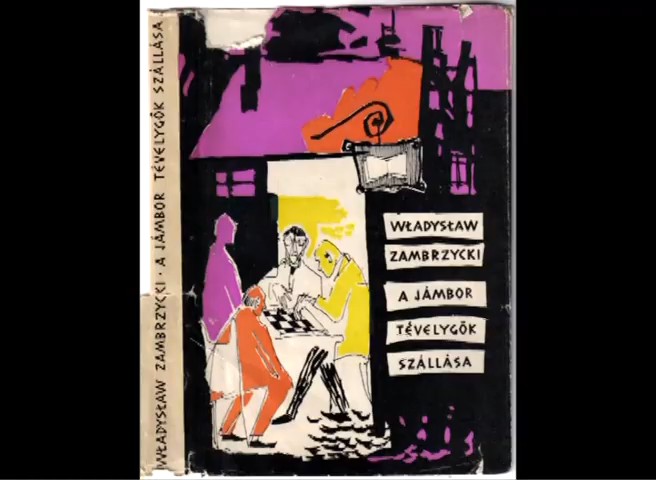 WŁADYSŁAW ZAMBRZYCKI · A JÁMBOR TÉVELYGŐK SZÁLLÁSA
WŁADYSŁAW
ZAMBRZYCKI
A JÁMBOR
TÉVELYGŐK
SZÁLLÁSA